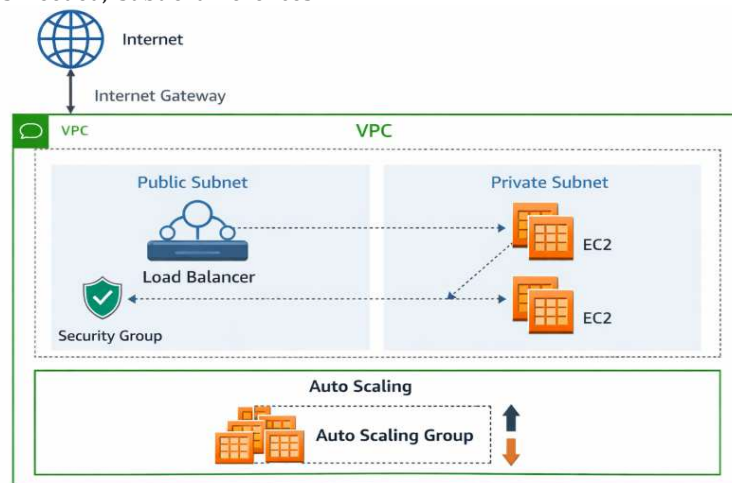 Internet
Internet Gateway
VPC
VPC
Public Subnet
Private Subnet
EC2
Load Balancer
EC2
Security Group
Auto Scaling
Auto Scaling Group